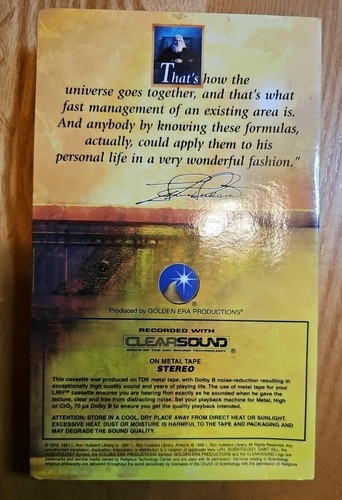 That's how the
universe goes together, and that's what
fast management of an existing area is.
And anybody by knowing these formulas,
actually, could apply them to his
personal life in a very wonderful fashion."
Produced by GOLDEN ERA PRODUCTIONS®
RECORDED WITH
CLEARSOUND®
STATE OF THE ART SOUND TECHNOLOGY
ON METAL TAPE
STEREO
This cassette was produced on TDK metal tape, with Dolby B noise-reduction resulting in
exceptionally high quality sound and years of playing life. The use of metal tape for your
LRH™ cassette ensures you are hearing Ron exactly as he sounded when he gave the
lecture, clear and free from distracting noise. Set your playback machine for Metal, High
or CrO2 70 µs Dolby B to ensure you get the quality playback intended.
ATTENTION: STORE IN A COOL, DRY PLACE AWAY FROM DIRECT HEAT OR SUNLIGHT.
EXCESSIVE HEAT, DUST OR MOISTURE IS HARMFUL TO THE TAPE AND PACKAGING AND
MAY DEGRADE THE SOUND QUALITY.